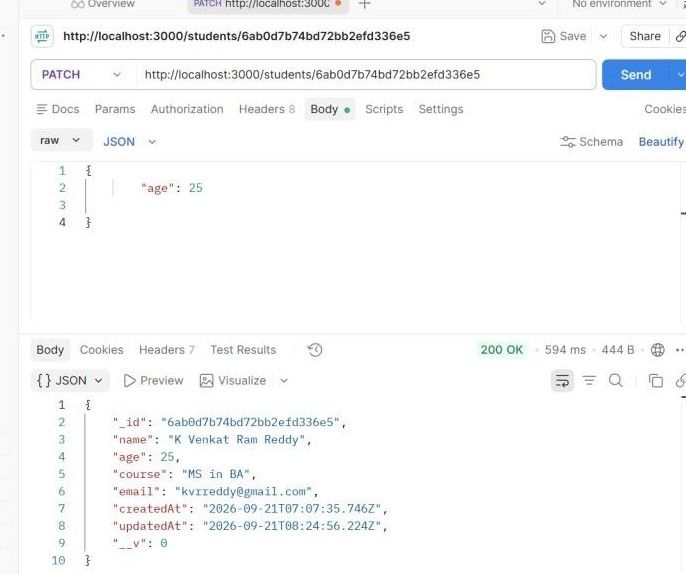 Overview PATCH http://localhost:3000 No environment
HTTP http://localhost:3000/students/6ab0d7b74bd72bb2efd336e5 Save Share
PATCH http://localhost:3000/students/6ab0d7b74bd72bb2efd336e5 Send
Docs Params Authorization Headers 8 Body Scripts Settings Cookies
raw JSON Schema Beautify
1 {
2 "age": 25
3
4 }
Body Cookies Headers 7 Test Results 200 OK 594 ms 444 B
{} JSON Preview Visualize
1 {
2 "_id": "6ab0d7b74bd72bb2efd336e5",
3 "name": "K Venkat Ram Reddy",
4 "age": 25,
5 "course": "MS in BA",
6 "email": "kvrreddy@gmail.com",
7 "createdAt": "2026-09-21T07:07:35.746Z",
8 "updatedAt": "2026-09-21T08:24:56.224Z",
9 "__v": 0
10 }